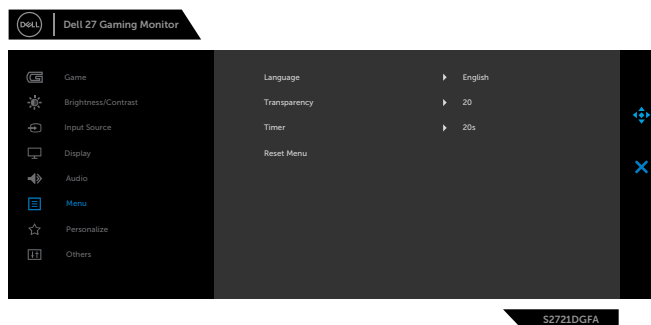 DELL
Dell 27 Gaming Monitor
Game
Brightness/Contrast
Input Source
Display
Audio
Menu
Personalize
Others
Language English
Transparency 20
Timer 20s
Reset Menu
S2721DGFA